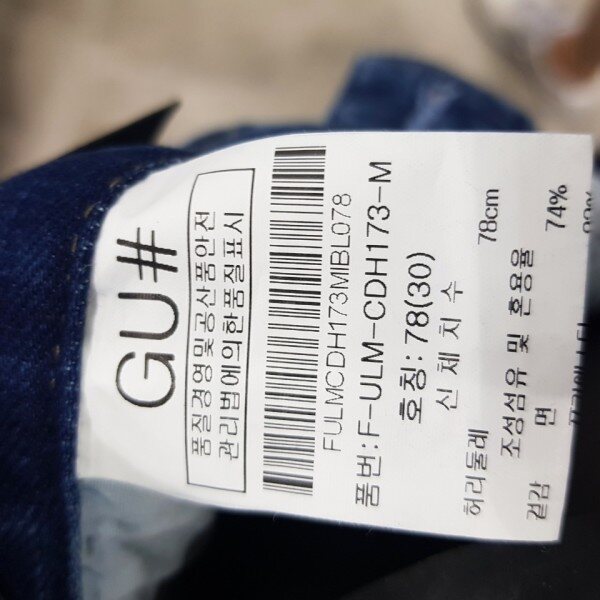 GU#
품질경영및공산품안전
관리법에의한품질표시
FULMCDH173MIBL078
품번:F-ULM-CDH173-M
호칭:78(30)
신 체 치 수
허리둘레 78cm
조성섬유 및 혼용율
겉감 면 74%